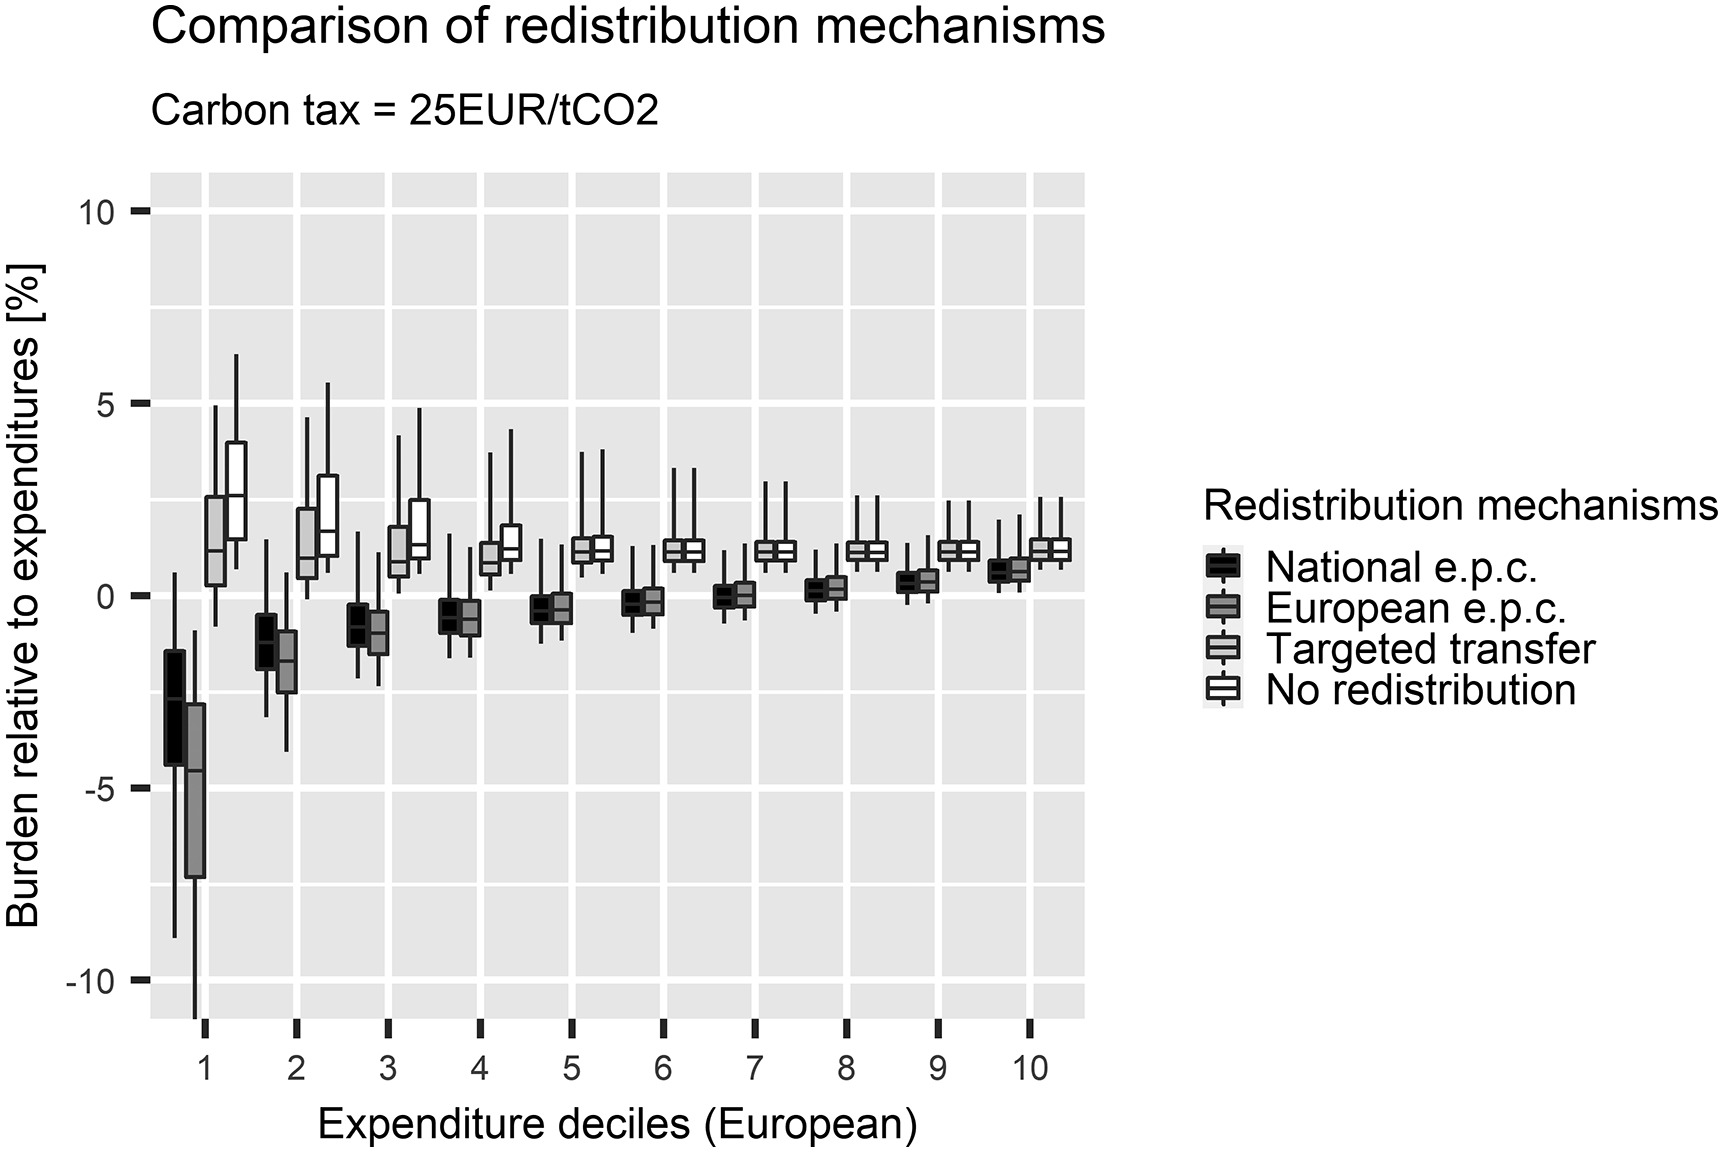 Comparison of redistribution mechanisms
Carbon tax = 25EUR/tCO2
Burden relative to expenditures [%]
10
5
0
-5
-10
1 2 3 4 5 6 7 8 9 10
Expenditure deciles (European)
Redistribution mechanisms
National e.p.c.
European e.p.c.
Targeted transfer
No redistribution